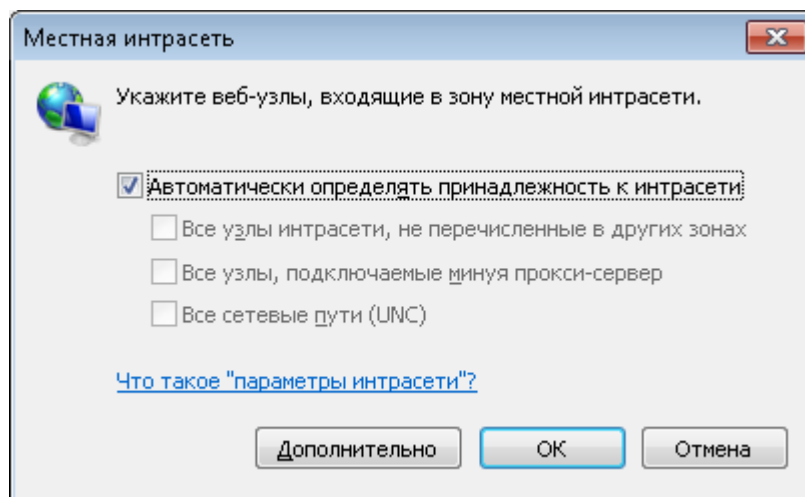 Местная интрасеть
Укажите веб-узлы, входящие в зону местной интрасети.
Автоматически определять принадлежность к интрасети
Все узлы интрасети, не перечисленные в других зонах
Все узлы, подключаемые минуя прокси-сервер
Все сетевые пути (UNC)
Что такое "параметры интрасети"?
Дополнительно
ОК
Отмена